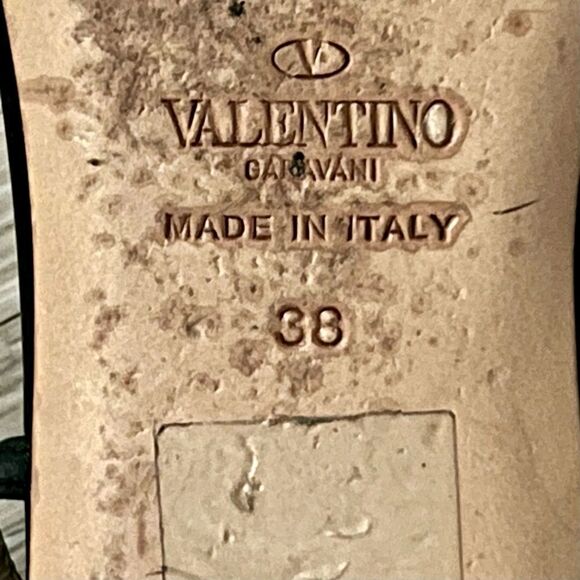 V
VALENTINO
GARAVANI
MADE IN ITALY
38